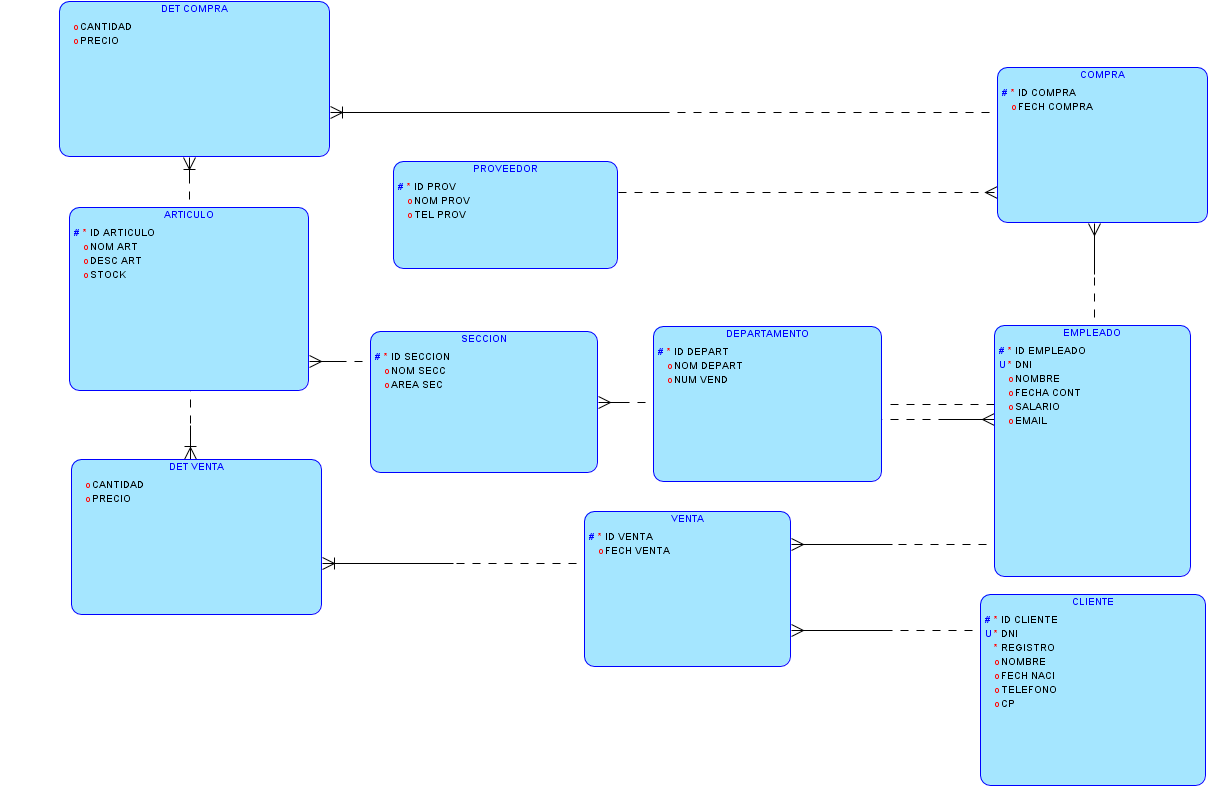 DET COMPRA
o CANTIDAD
o PRECIO
COMPRA
# * ID COMPRA
o FECH COMPRA
PROVEEDOR
# * ID PROV
o NOM PROV
o TEL PROV
ARTICULO
# * ID ARTICULO
o NOM ART
o DESC ART
o STOCK
SECCION
# * ID SECCION
o NOM SECC
o AREA SEC
DEPARTAMENTO
# * ID DEPART
o NOM DEPART
o NUM VEND
EMPLEADO
# * ID EMPLEADO
U * DNI
o NOMBRE
o FECHA CONT
o SALARIO
o EMAIL
DET VENTA
o CANTIDAD
o PRECIO
VENTA
# * ID VENTA
o FECH VENTA
CLIENTE
# * ID CLIENTE
U * DNI
* REGISTRO
o NOMBRE
o FECH NACI
o TELEFONO
o CP